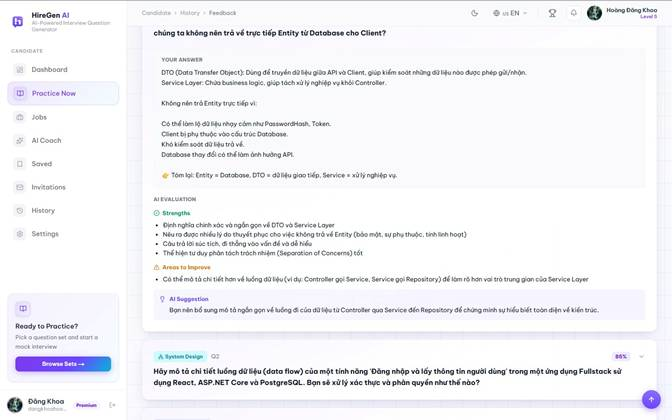 HireGen AI
AI-Powered Interview Question
Generator
CANDIDATE
Dashboard
Practice Now
Jobs
AI Coach
Saved
Invitations
History
Settings
Ready to Practice?
Pick a question set and start a
mock interview
Browse Sets →
Đăng Khoa
dangkhoahoa...
Premium
Candidate › History › Feedback
US EN
Hoàng Đăng Khoa
Level 5
chúng ta không nên trả về trực tiếp Entity từ Database cho Client?
YOUR ANSWER
DTO (Data Transfer Object): Dùng để truyền dữ liệu giữa API và Client, giúp kiểm soát những dữ liệu nào được phép gửi/nhận.
Service Layer: Chứa business logic, giúp tách xử lý nghiệp vụ khỏi Controller.
Không nên trả Entity trực tiếp vì:
Có thể làm lộ dữ liệu nhạy cảm như PasswordHash, Token.
Client bị phụ thuộc vào cấu trúc Database.
Khó kiểm soát dữ liệu trả về.
Database thay đổi có thể làm ảnh hưởng API.
👉 Tóm lại: Entity = Database, DTO = dữ liệu giao tiếp, Service = xử lý nghiệp vụ.
AI EVALUATION
Strengths
• Định nghĩa chính xác và ngắn gọn về DTO và Service Layer
• Nêu ra được nhiều lý do thuyết phục cho việc không trả về Entity (bảo mật, sự phụ thuộc, tính linh hoạt)
• Câu trả lời súc tích, đi thẳng vào vấn đề và dễ hiểu
• Thể hiện tư duy phân tách trách nhiệm (Separation of Concerns) tốt
Areas to Improve
• Có thể mô tả chi tiết hơn về luồng dữ liệu (ví dụ: Controller gọi Service, Service gọi Repository) để làm rõ hơn vai trò trung gian của Service Layer
AI Suggestion
Bạn nên bổ sung mô tả ngắn gọn về luồng đi của dữ liệu từ Controller qua Service đến Repository để chứng minh sự hiểu biết toàn diện về kiến trúc.
System Design Q2
86%
Hãy mô tả chi tiết luồng dữ liệu (data flow) của một tính năng 'Đăng nhập và lấy thông tin người dùng' trong một ứng dụng Fullstack sử
dụng React, ASP.NET Core và PostgreSQL. Bạn sẽ xử lý xác thực và phân quyền như thế nào?